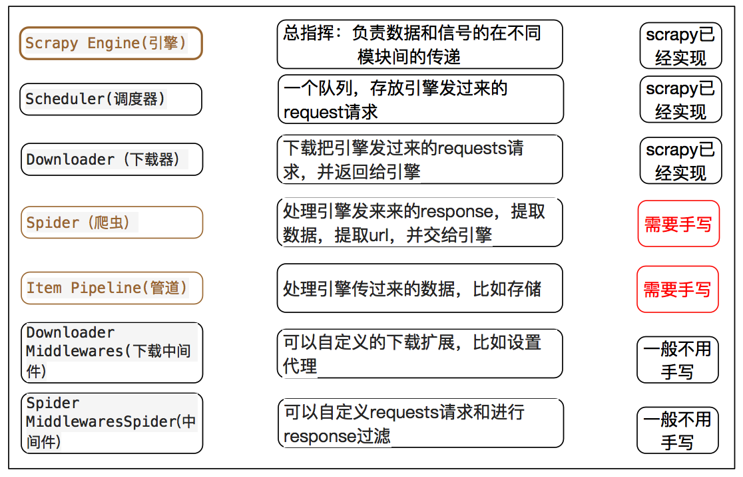 Scrapy Engine(引擎)
总指挥：负责数据和信号的在不同
模块间的传递
scrapy已
经实现
Scheduler(调度器)
一个队列，存放引擎发过来的
request请求
scrapy已
经实现
Downloader (下载器)
下载把引擎发过来的requests请
求，并返回给引擎
scrapy已
经实现
Spider (爬虫)
处理引擎发来来的response，提取
数据，提取url，并交给引擎
需要手写
Item Pipeline(管道)
处理引擎传过来的数据，比如存储
需要手写
Downloader
Middlewares(下载中间
件)
可以自定义的下载扩展，比如设置
代理
一般不用
手写
Spider
MiddlewaresSpider(中
间件)
可以自定义requests请求和进行
response过滤
一般不用
手写